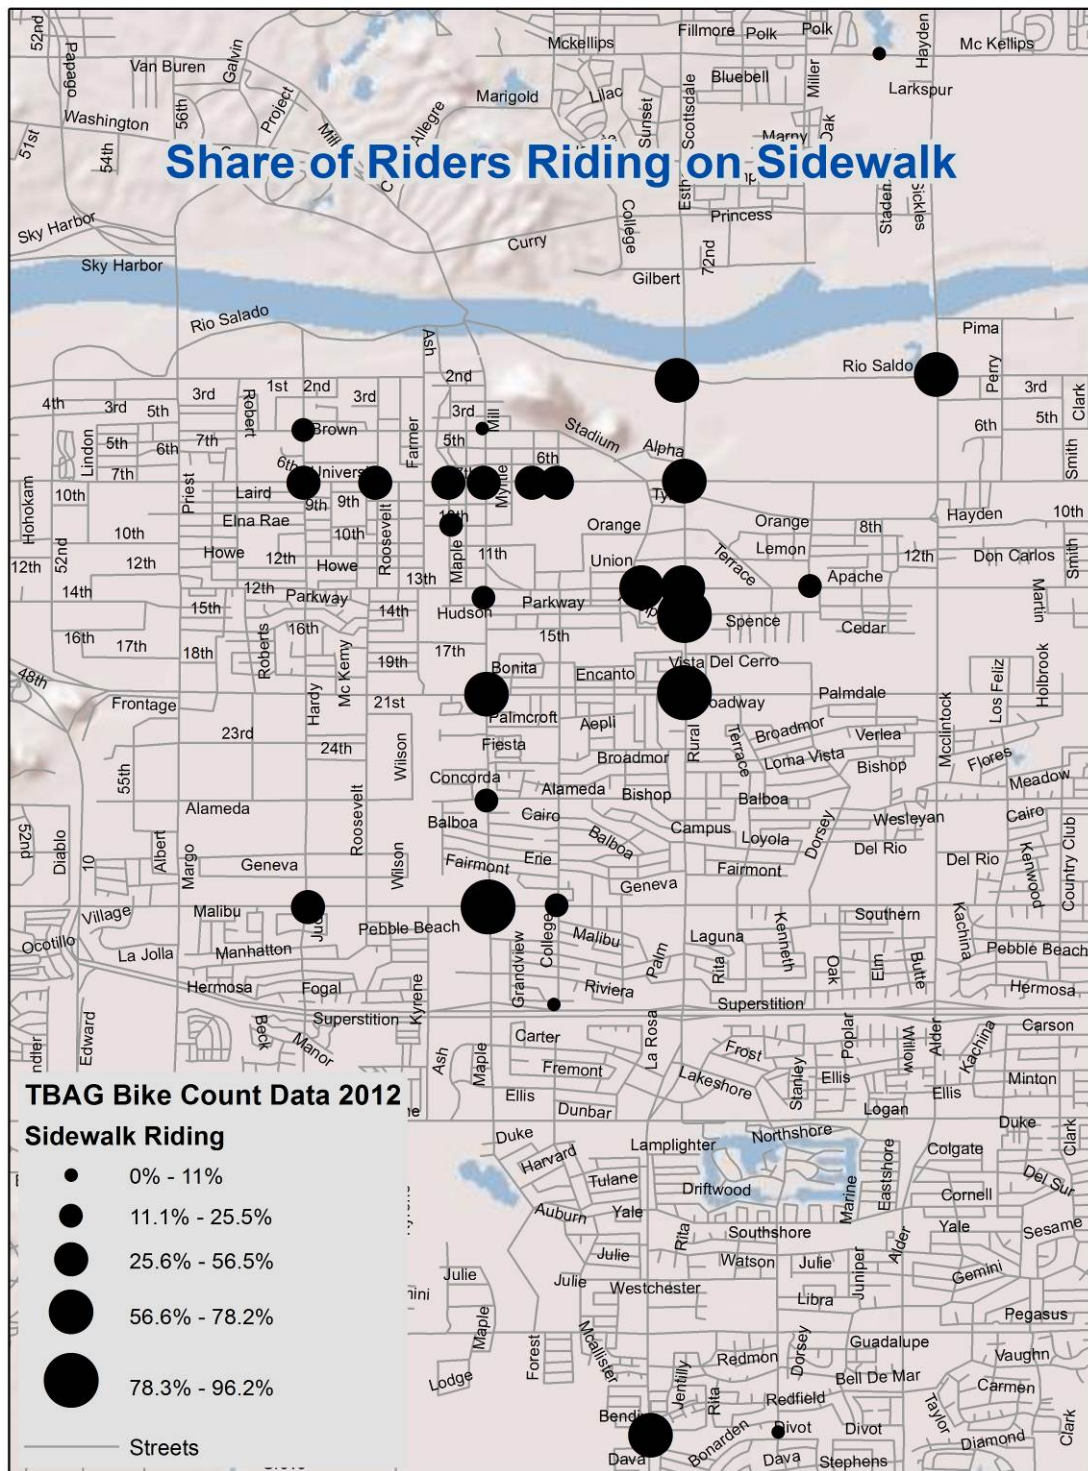 52nd
Papago
Van Buren
Galvin
Mckellips
Fillmore
Polk
Polk
Hayden
Mc Kellips
56th
Project
Mill
Marigold
Allegre
Lilac
Sunset
Scottsdale
Bluebell
Miller
Larkspur
Washington
51st
54th
Share of Riders Riding on Sidewalk
College
Princess
Sickles
Sky Harbor
Curry
72nd
Sky Harbor
Gilbert
Rio Salado
Pima
Ash
Rio Saldo
Perry
2nd
1st
2nd
3rd
3rd
3rd
Clark
4th
3rd
5th
Robert
3rd
Mill
5th
Brown
Farmer
Stadium
6th
Lindon
5th
6th
7th
5th
6th
Alpha
Smith
7th
6th
Hohokam
10th
Priest
Laird
9th
9th
Myrtle
Hayden
10th
Elna Rae
Roosevelt
Orange
Orange
8th
10th
10th
Howe
12th
Howe
Maple
11th
Union
Terrace
Lemon
12th
Don Carlos
Smith
12th
52nd
12th
13th
Apache
14th
12th
Parkway
Hudson
Parkway
Martin
15th
14th
Spence
Cedar
16th
17th
18th
Roberts
16th
Mc Kemy
19th
17th
15th
Bonita
Vista Del Cerro
48th
Encanto
Los Feliz
Holbrook
Frontage
Hardy
21st
Palmcroft
Palmdale
23rd
24th
Wilson
Fiesta
Aepli
Broadmor
Rural
Terrace
Broadmor
Verlea
Loma Vista
Bishop
Mcclintock
Flores
55th
Concorda
Alameda
Bishop
Balboa
Meadow
Alameda
Roosevelt
Balboa
Cairo
Campus
Loyola
Dorsey
Wesleyan
Cairo
52nd
Diablo
10
Albert
Margo
Geneva
Wilson
Fairmont
Erie
Balboa
Fairmont
Del Rio
Del Rio
Kenwood
Country Club
Geneva
Village
Malibu
Pebble Beach
College
Southern
Kachina
Ocotillo
La Jolla
Manhatton
Grandview
Malibu
Palm
Laguna
Rita
Kenneth
Oak
Elm
Butte
Pebble Beach
Hermosa
Fogal
Kyrene
Riviera
Superstition
Hermosa
Superstition
Edward
Beck
Manor
Ash
Maple
Carter
La Rosa
Frost
Poplar
Willow
Alder
Kachina
Carson
Fremont
Lakeshore
Stanley
Ellis
Ellis
Minton
Ellis
Dunbar
Logan
Duke
Clark
Duke
Harvard
Lamplighter
Northshore
Colgate
Tulane
Driftwood
Marine
Eastshore
Cornell
Del Sur
Auburn
Yale
Rita
Southshore
Alder
Yale
Sesame
Julie
Watson
Julie
Juniper
Gemini
Julie
Julie
Westchester
Libra
Pegasus
Maple
Forest
Mcallister
Guadalupe
Redmon
Dorsey
Vaughn
Lodge
Jentilly
Rita
Bell De Mar
Carmen
Redfield
Taylor
Clark
Bonarden
Divot
Divot
Diamond
Dava
Dava
Stephens
TBAG Bike Count Data 2012
Sidewalk Riding
0% - 11%
11.1% - 25.5%
25.6% - 56.5%
56.6% - 78.2%
78.3% - 96.2%
Streets